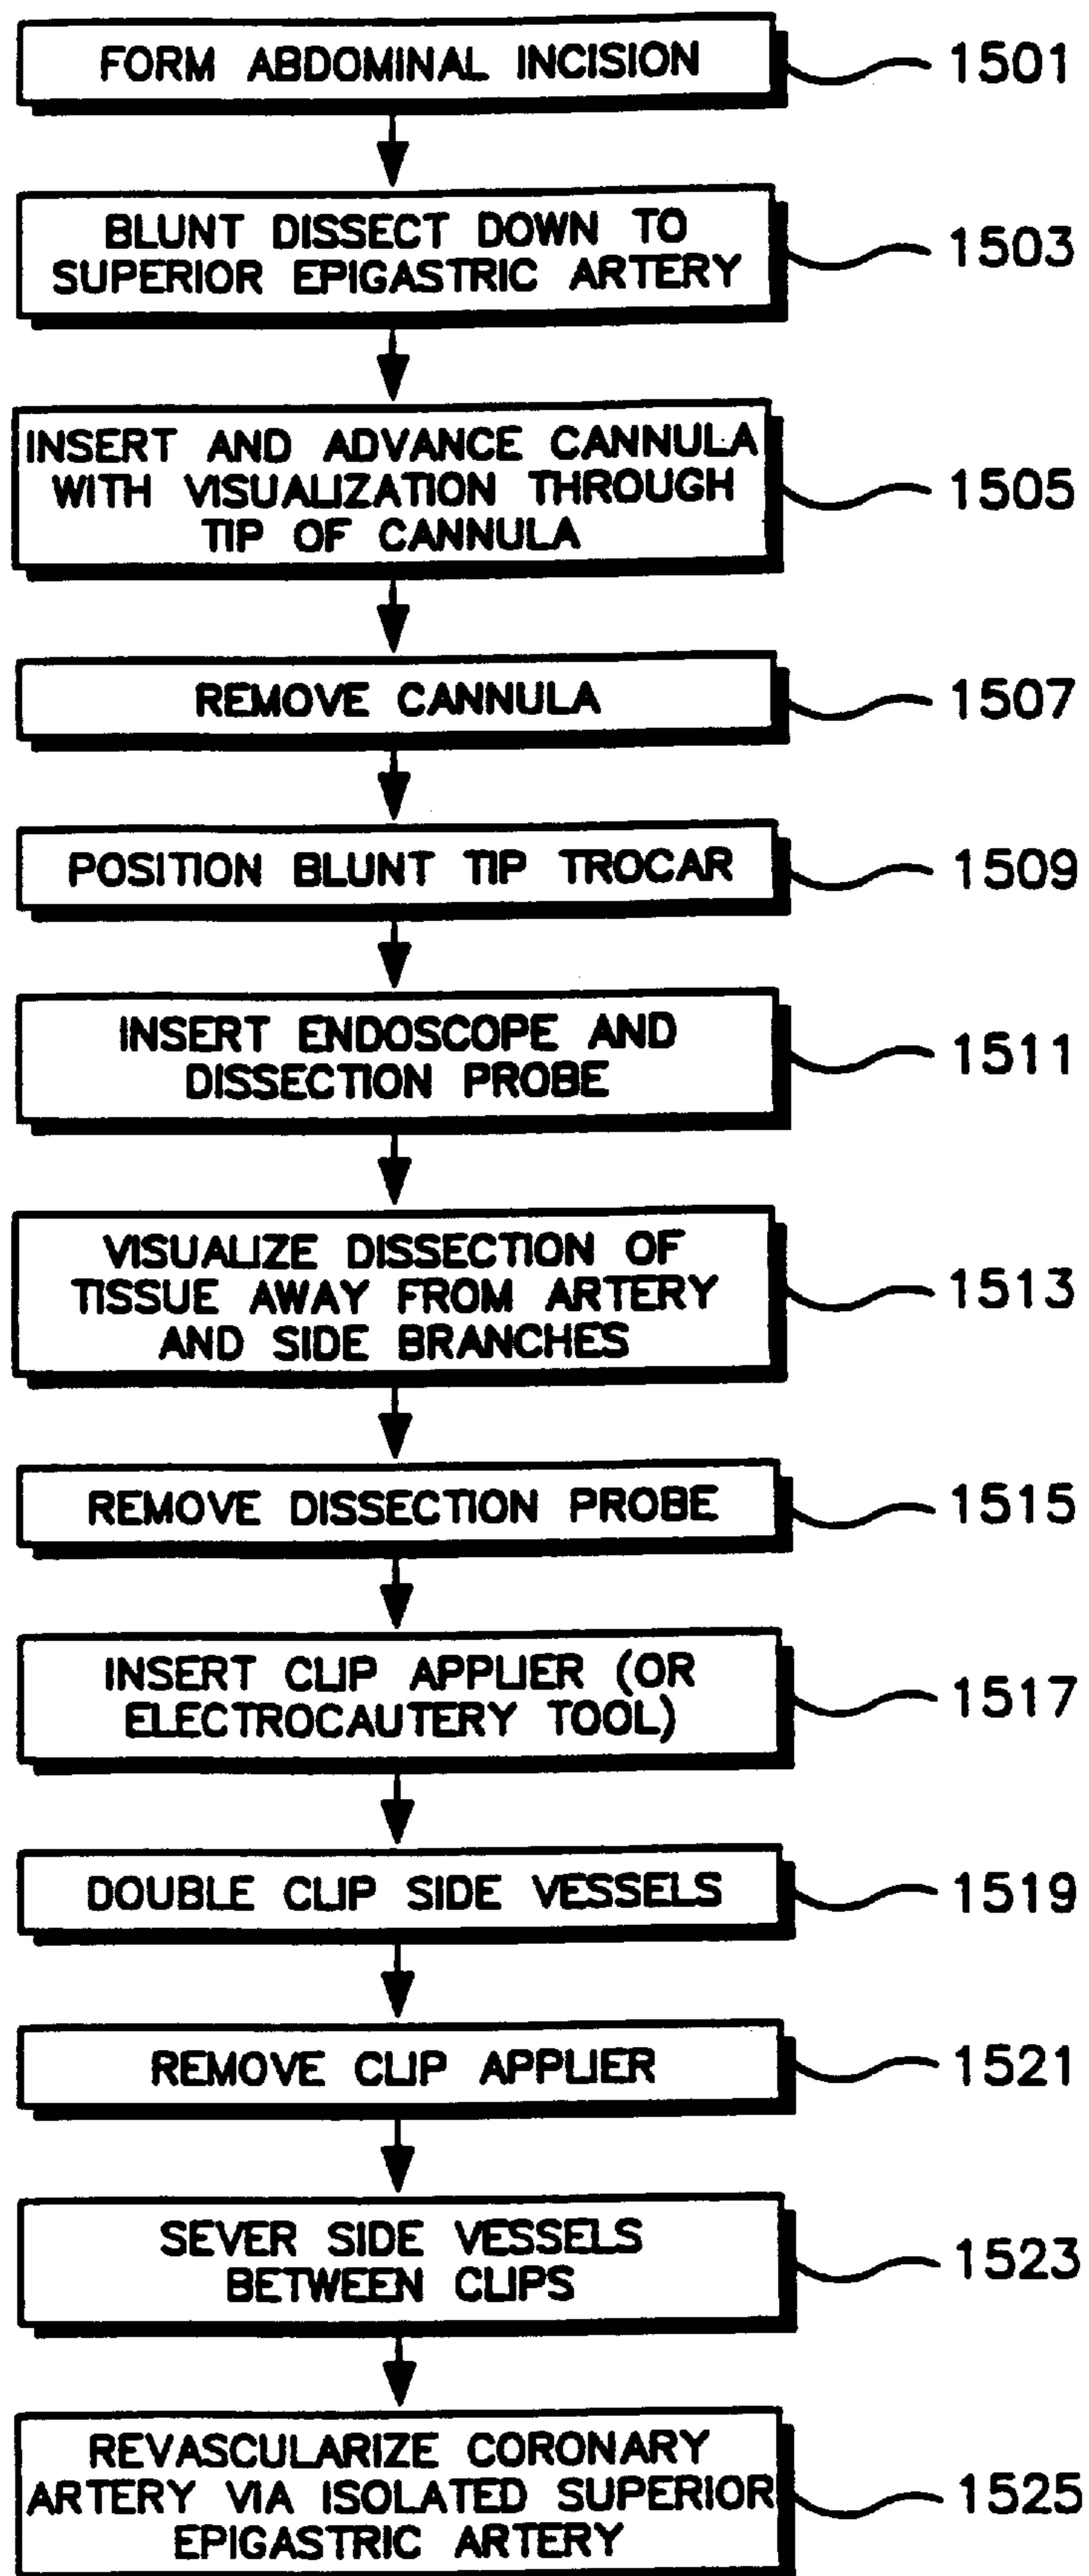 FORM ABDOMINAL INCISION
1501
BLUNT DISSECT DOWN TO
SUPERIOR EPIGASTRIC ARTERY
1503
INSERT AND ADVANCE CANNULA
WITH VISUALIZATION THROUGH
TIP OF CANNULA
1505
REMOVE CANNULA
1507
POSITION BLUNT TIP TROCAR
1509
INSERT ENDOSCOPE AND
DISSECTION PROBE
1511
VISUALIZE DISSECTION OF
TISSUE AWAY FROM ARTERY
AND SIDE BRANCHES
1513
REMOVE DISSECTION PROBE
1515
INSERT CLIP APPLIER (OR
ELECTROCAUTERY TOOL)
1517
DOUBLE CLIP SIDE VESSELS
1519
REMOVE CLIP APPLIER
1521
SEVER SIDE VESSELS
BETWEEN CLIPS
1523
REVASCULARIZE CORONARY
ARTERY VIA ISOLATED SUPERIOR
EPIGASTRIC ARTERY
1525